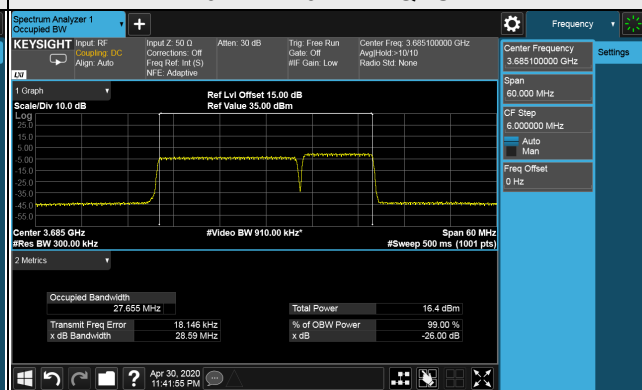 Spectrum Analyzer 1
Occupied BW
Frequency
KEYSIGHT
Input: RF
Coupling: DC
Align: Auto
Input Z: 50 Ω
Corrections: Off
Freq Ref: Int (S)
NFE: Adaptive
Atten: 30 dB
Trig: Free Run
Gate: Off
#IF Gain: Low
Center Freq: 3.685100000 GHz
Avg|Hold:>10/10
Radio Std: None
LXI
Center Frequency
3.685100000 GHz
Settings
Span
60.000 MHz
CF Step
6.000000 MHz
Auto
Man
Freq Offset
0 Hz
1 Graph
Scale/Div 10.0 dB
Ref Lvl Offset 15.00 dB
Ref Value 35.00 dBm
Log
25.0
15.0
5.00
-5.00
-15.0
-25.0
-35.0
-45.0
-55.0
Center 3.685 GHz
#Res BW 300.00 kHz
#Video BW 910.00 kHz*
Span 60 MHz
#Sweep 500 ms (1001 pts)
2 Metrics
Occupied Bandwidth
27.655 MHz
Total Power 16.4 dBm
Transmit Freq Error 18.146 kHz
% of OBW Power 99.00 %
x dB Bandwidth 28.59 MHz
x dB -26.00 dB
Apr 30, 2020
11:41:55 PM